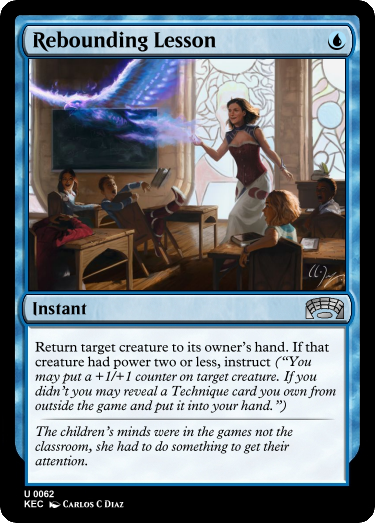 Rebounding Lesson
Instant
Return target creature to its owner's hand. If that
creature had power two or less, instruct (“You
may put a +1/+1 counter on target creature. If you
didn't you may reveal a Technique card you own from
outside the game and put it into your hand.”)
The children's minds were in the games not the
classroom, she had to do something to get their
attention.
U 0062
KEC Carlos C Diaz